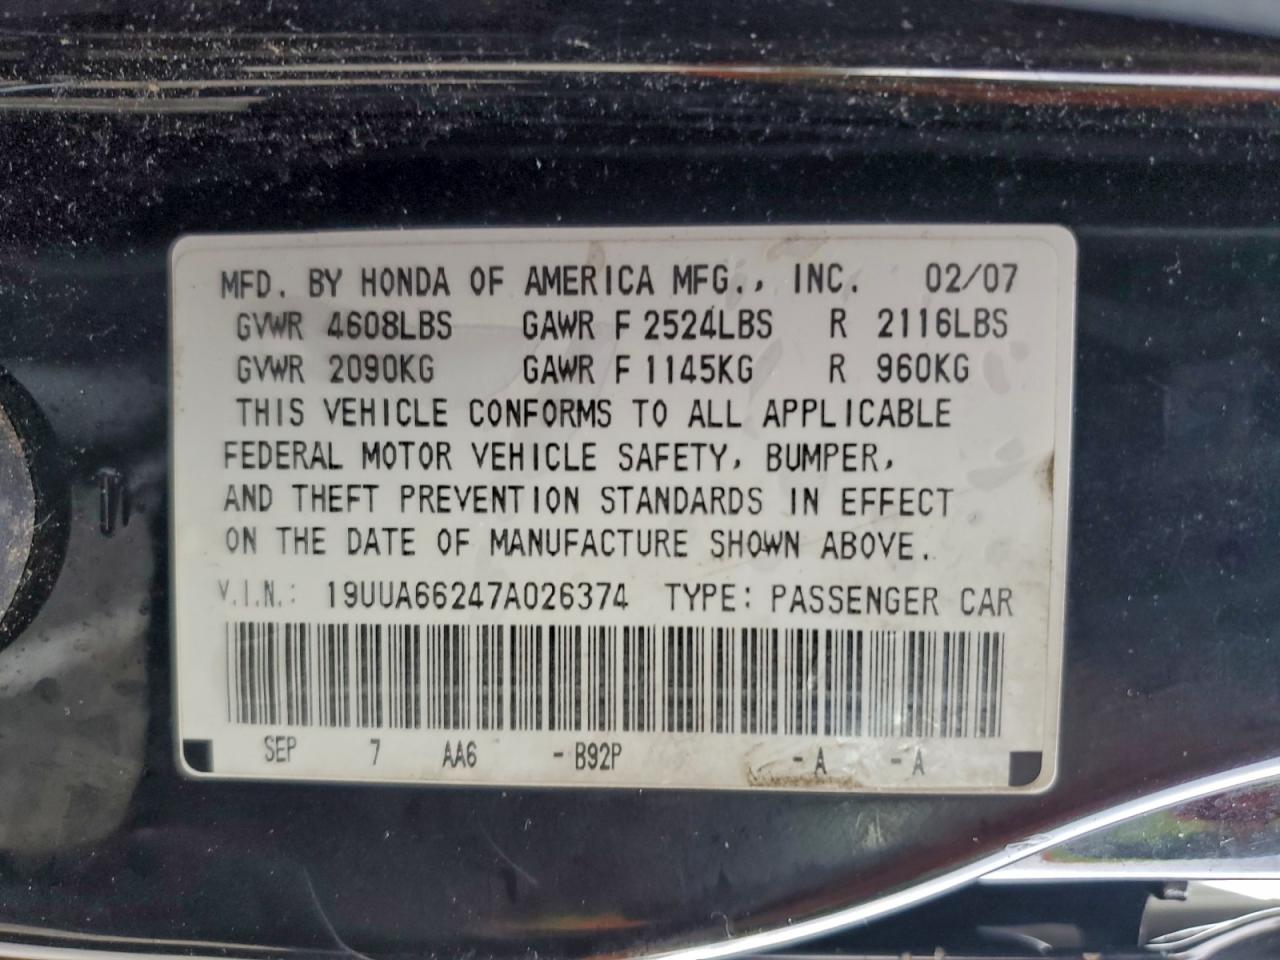 MFD. BY HONDA OF AMERICA MFG., INC. 02/07
GVWR 4608LBS GAWR F 2524LBS R 2116LBS
GVWR 2090KG GAWR F 1145KG R 960KG
THIS VEHICLE CONFORMS TO ALL APPLICABLE
FEDERAL MOTOR VEHICLE SAFETY, BUMPER,
AND THEFT PREVENTION STANDARDS IN EFFECT
ON THE DATE OF MANUFACTURE SHOWN ABOVE.
V.I.N.: 19UUA66247A026374 TYPE: PASSENGER CAR
SEP 7 AA6 - B92P - A - A